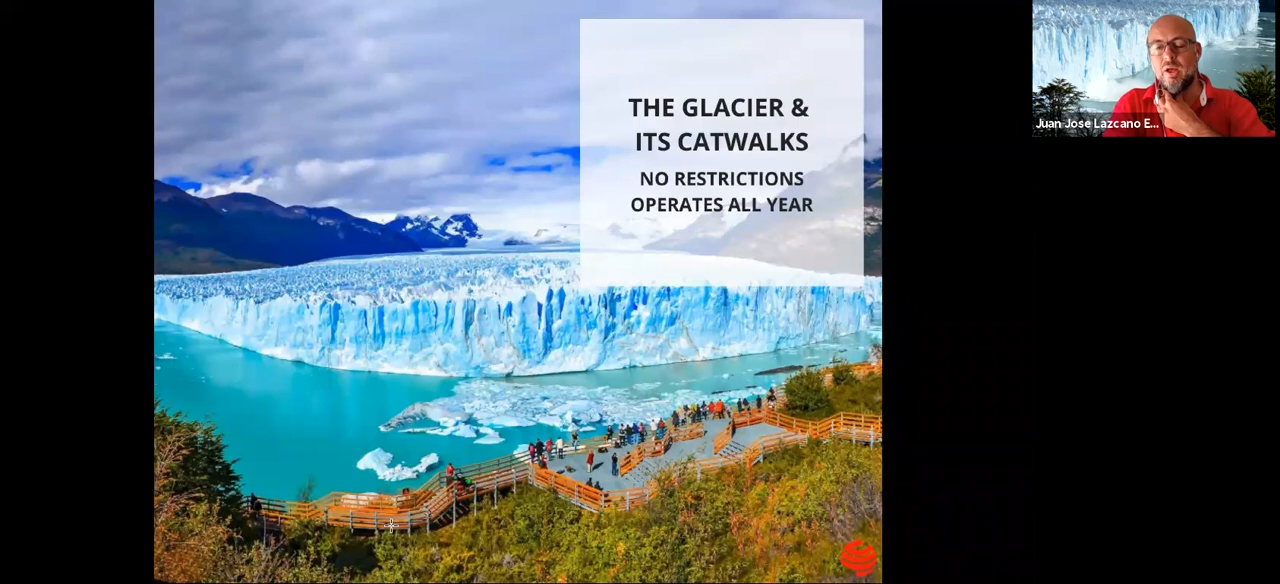 THE GLACIER &
ITS CATWALKS
NO RESTRICTIONS
OPERATES ALL YEAR
Juan Jose Lazcano E...